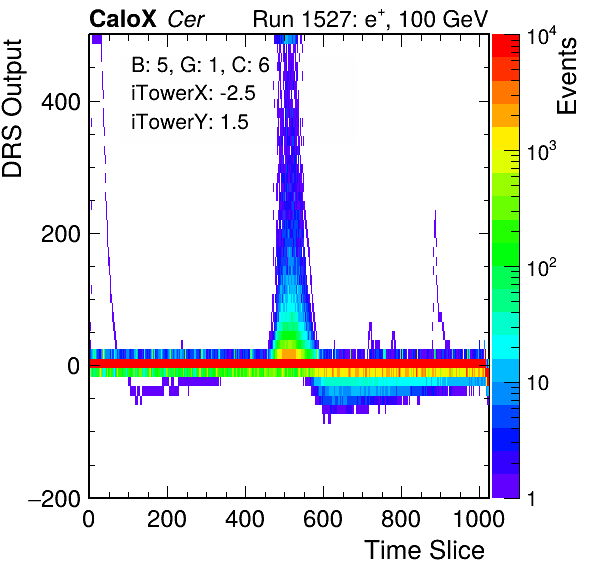 CaloX Cer Run 1527: e⁺, 100 GeV
B: 5, G: 1, C: 6
iTowerX: -2.5
iTowerY: 1.5
DRS Output
400
200
0
−200
0 200 400 600 800 1000
Time Slice
Events
10⁴
10³
10²
10
1